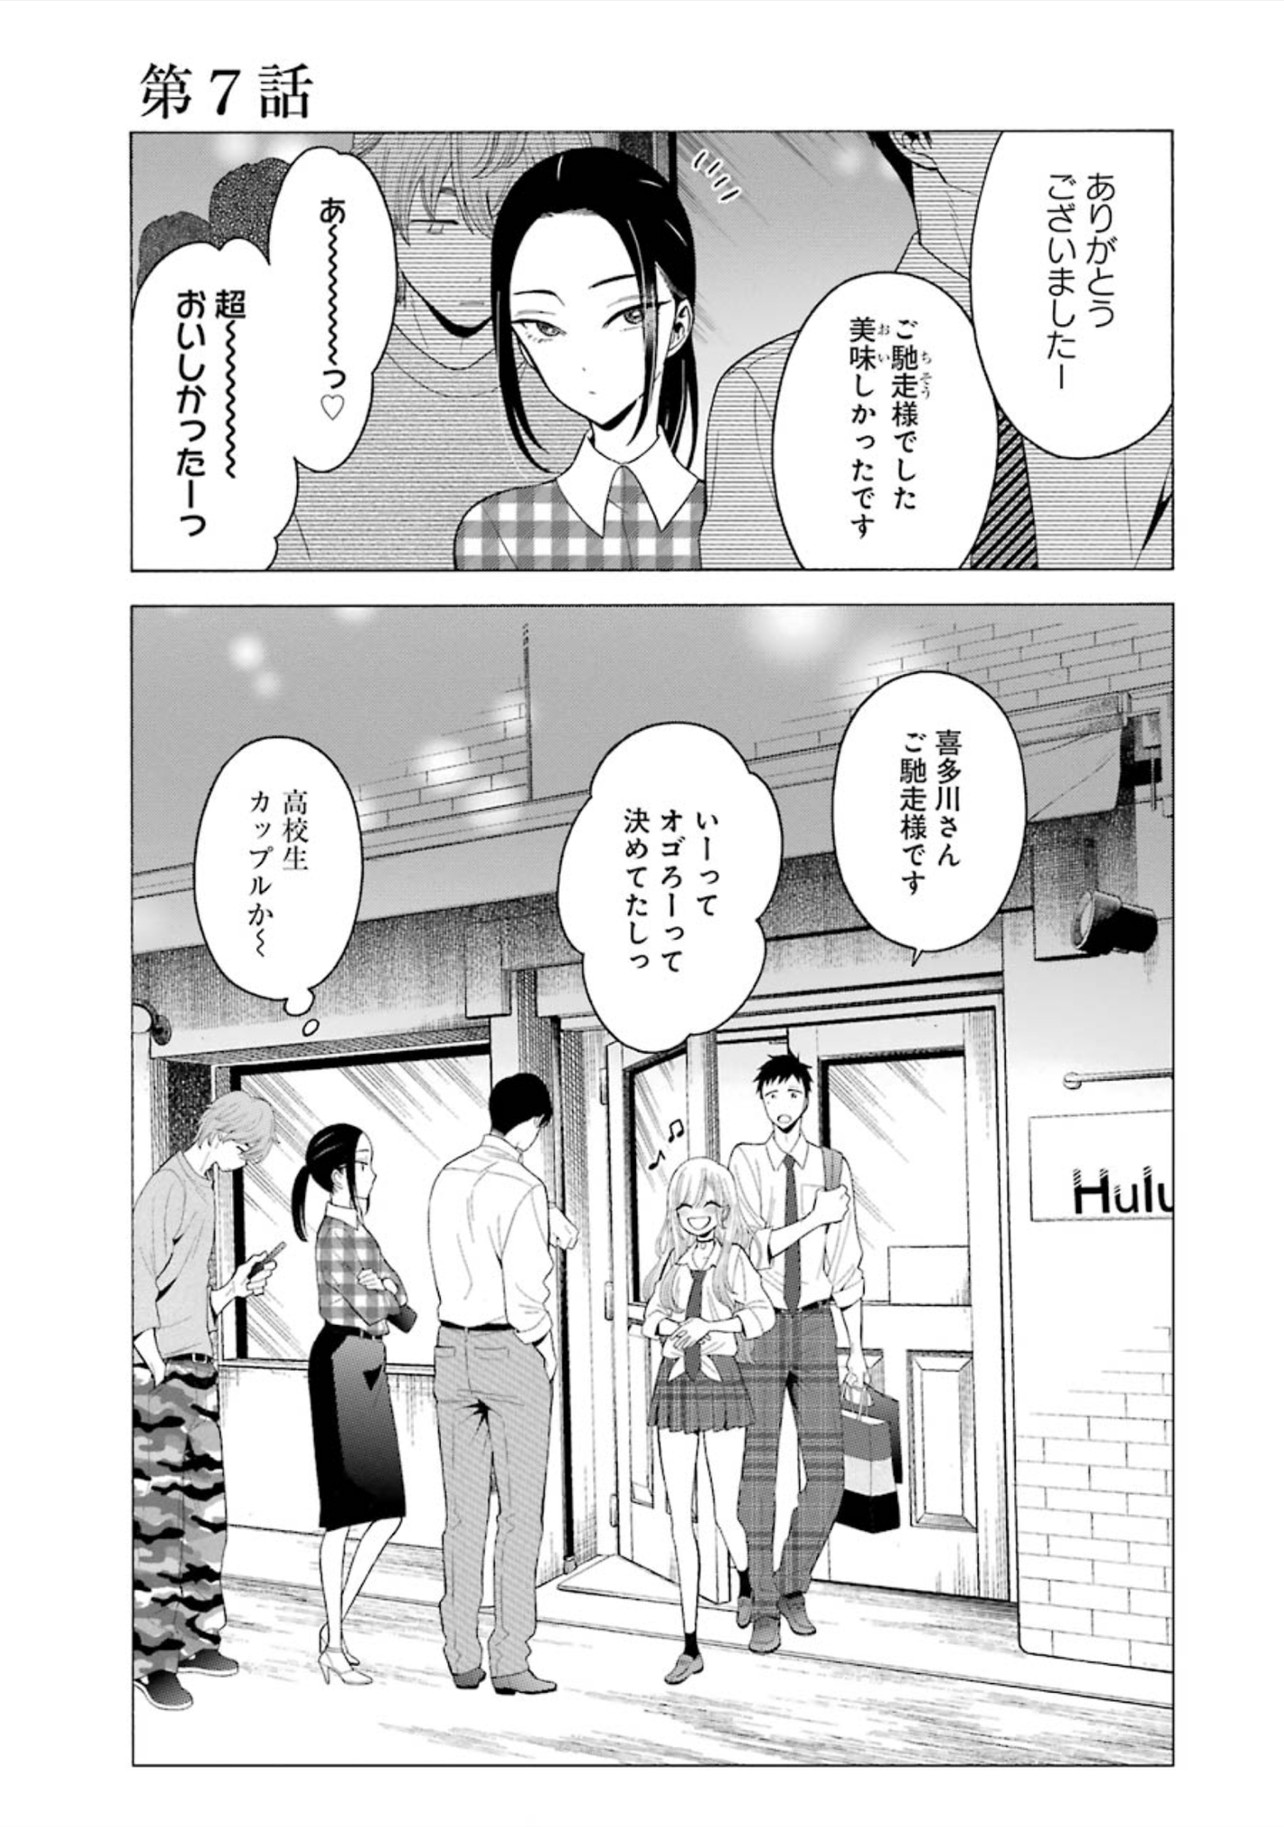 第7話
ありがとう
ございましたー
ご馳走様でした
美味しかったです
あ〜〜〜〜っ♡
超〜〜〜〜〜〜
おいしかったーっ
喜多川さん
ご馳走様です
いーって
オゴろーって
決めてたしっ
高校生
カップルか〜
Hulu